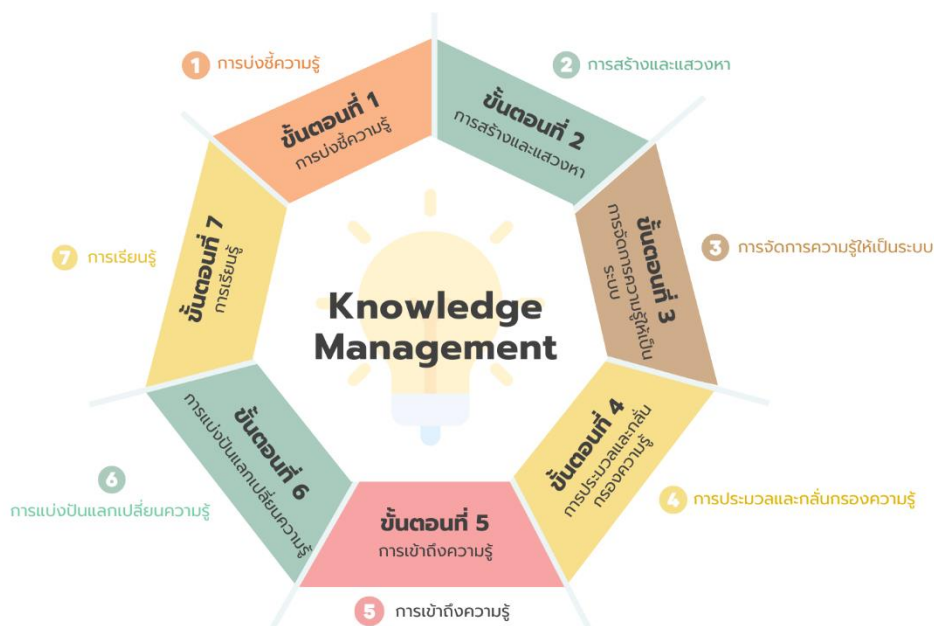 1 การบ่งชี้ความรู้
2 การสร้างและแสวงหา
ขั้นตอนที่ 1
การบ่งชี้ความรู้
ขั้นตอนที่ 2
การสร้างและแสวงหา
ขั้นตอนที่ 3
การจัดการความรู้ให้เป็น
ระบบ
3 การจัดการความรู้ให้เป็นระบบ
7 การเรียนรู้
ขั้นตอนที่ 7
การเรียนรู้
Knowledge
Management
ขั้นตอนที่ 4
การประมวลและกลั่น
กรองความรู้
4 การประมวลและกลั่นกรองความรู้
ขั้นตอนที่ 6
การแบ่งปันแลกเปลี่ยนความรู้
6
การแบ่งปันแลกเปลี่ยนความรู้
ขั้นตอนที่ 5
การเข้าถึงความรู้
5 การเข้าถึงความรู้